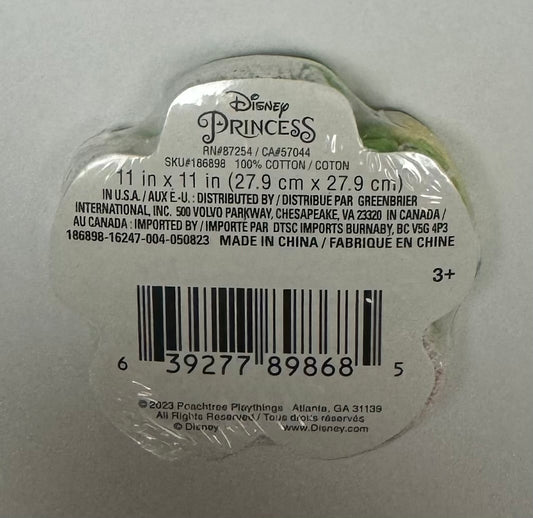 Disney
PRINCESS
RN#87254 / CA#57044
SKU#186898 100% COTTON / COTON
11 in x 11 in (27.9 cm x 27.9 cm)
IN U.S.A. / AUX É.-U. : DISTRIBUTED BY / DISTRIBUE PAR GREENBRIER
INTERNATIONAL, INC. 500 VOLVO PARKWAY, CHESAPEAKE, VA 23320 IN CANADA /
AU CANADA : IMPORTED BY / IMPORTÉ PAR DTSC IMPORTS BURNABY, BC V5G 4P3
186898-16247-004-050823 MADE IN CHINA / FABRIQUÉ EN CHINE
3+
6 39277 89868 5
© 2023 Peachtree Playthings Atlanta, GA 31139
All Rights Reserved / Tous droits réservés
© Disney www.Disney.com